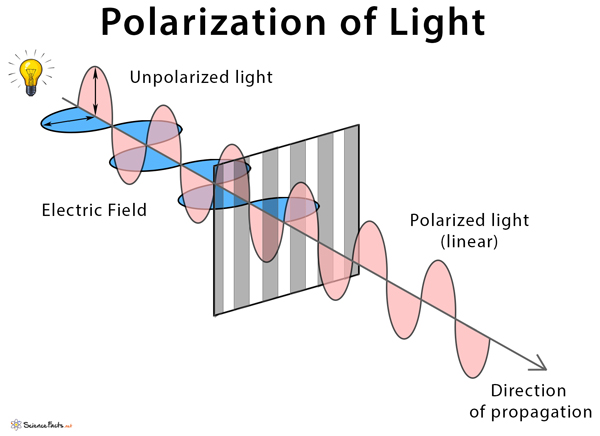 Polarization of Light
Unpolarized light
Electric Field
Polarized light
(linear)
Direction
of propagation
ScienceFacts.net